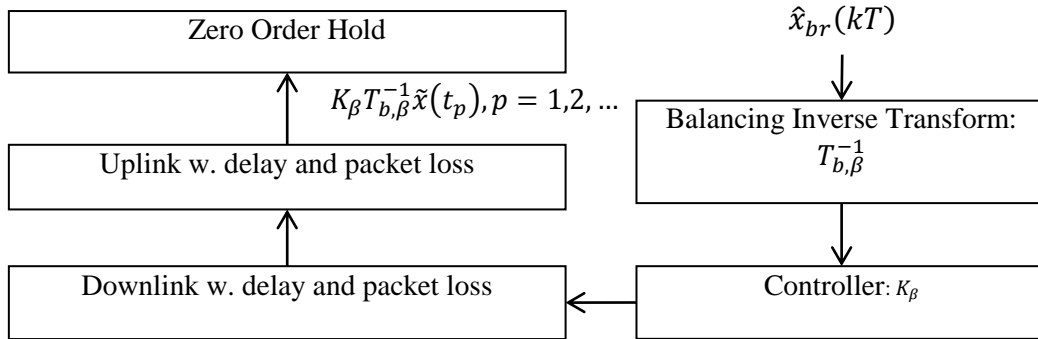 Zero Order Hold
x̂_br(kT)
K_β T_{b,β}^{-1} x̃(t_p), p = 1,2, …
Balancing Inverse Transform:
T_{b,β}^{-1}
Uplink w. delay and packet loss
Downlink w. delay and packet loss
Controller: K_β